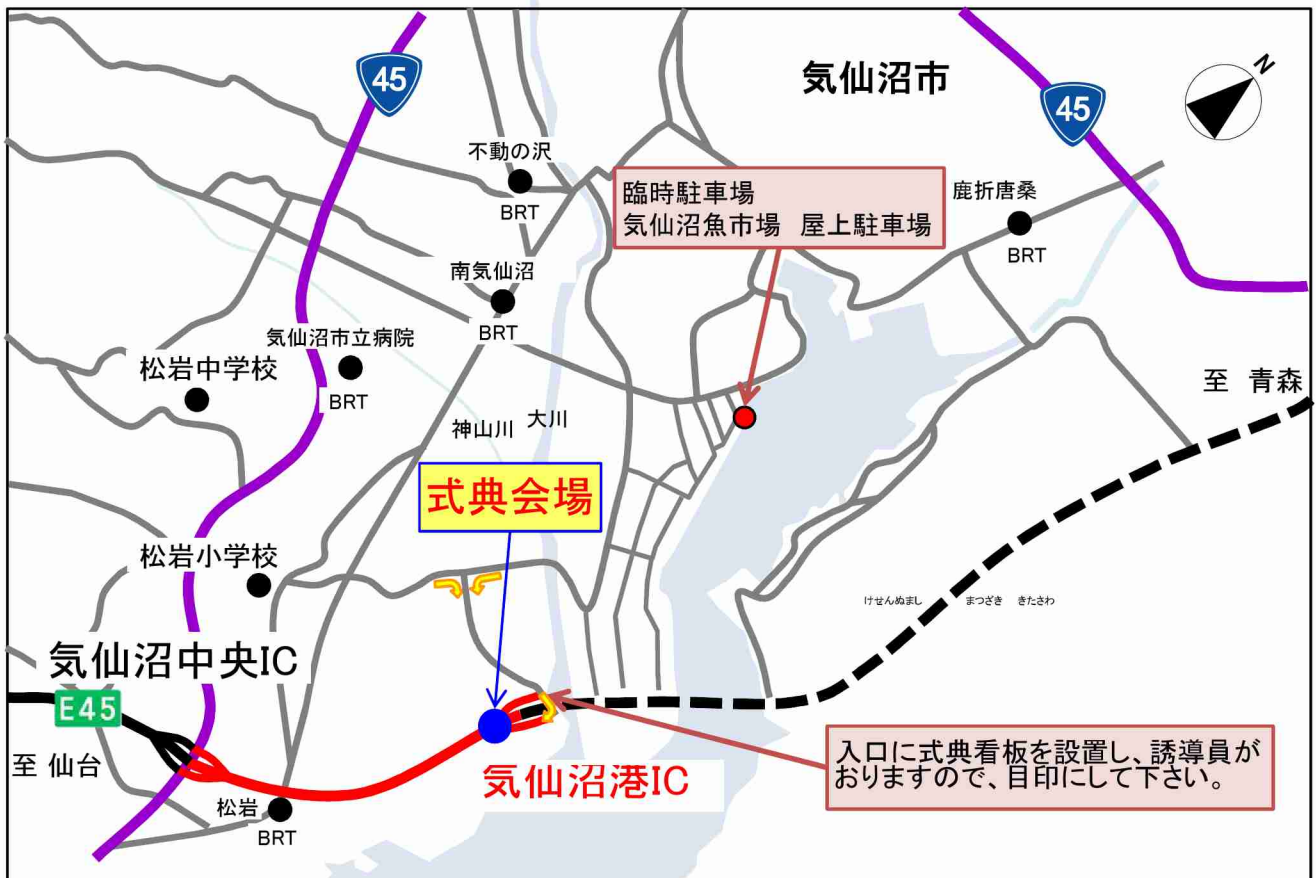 気仙沼市
N
45
45
不動の沢
BRT
臨時駐車場
気仙沼魚市場 屋上駐車場
鹿折唐桑
BRT
南気仙沼
BRT
気仙沼市立病院
BRT
松岩中学校
至 青森
神山川
大川
式典会場
松岩小学校
けせんぬまし まつざき きたさわ
気仙沼中央IC
E45
至 仙台
気仙沼港IC
入口に式典看板を設置し、誘導員が
おりますので、目印にして下さい。
松岩
BRT